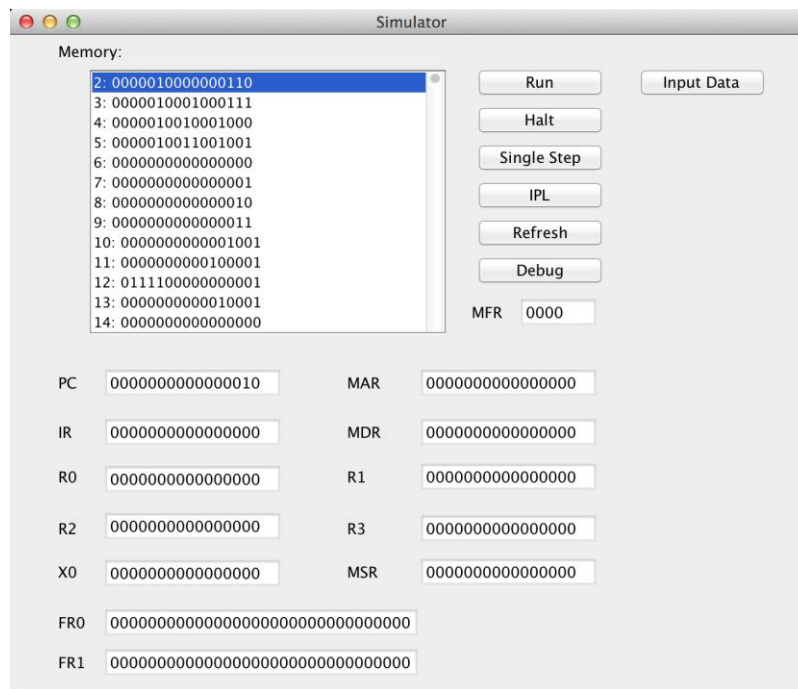 Simulator
Memory:
2: 0000010000000110
3: 0000010001000111
4: 0000010010001000
5: 0000010011001001
6: 0000000000000000
7: 0000000000000001
8: 0000000000000010
9: 0000000000000011
10: 0000000000001001
11: 0000000000100001
12: 0111100000000001
13: 0000000000010001
14: 0000000000000000
Run
Input Data
Halt
Single Step
IPL
Refresh
Debug
MFR 0000
PC 0000000000000010 MAR 0000000000000000
IR 0000000000000000 MDR 0000000000000000
R0 0000000000000000 R1 0000000000000000
R2 0000000000000000 R3 0000000000000000
X0 0000000000000000 MSR 0000000000000000
FR0 00000000000000000000000000000000
FR1 00000000000000000000000000000000